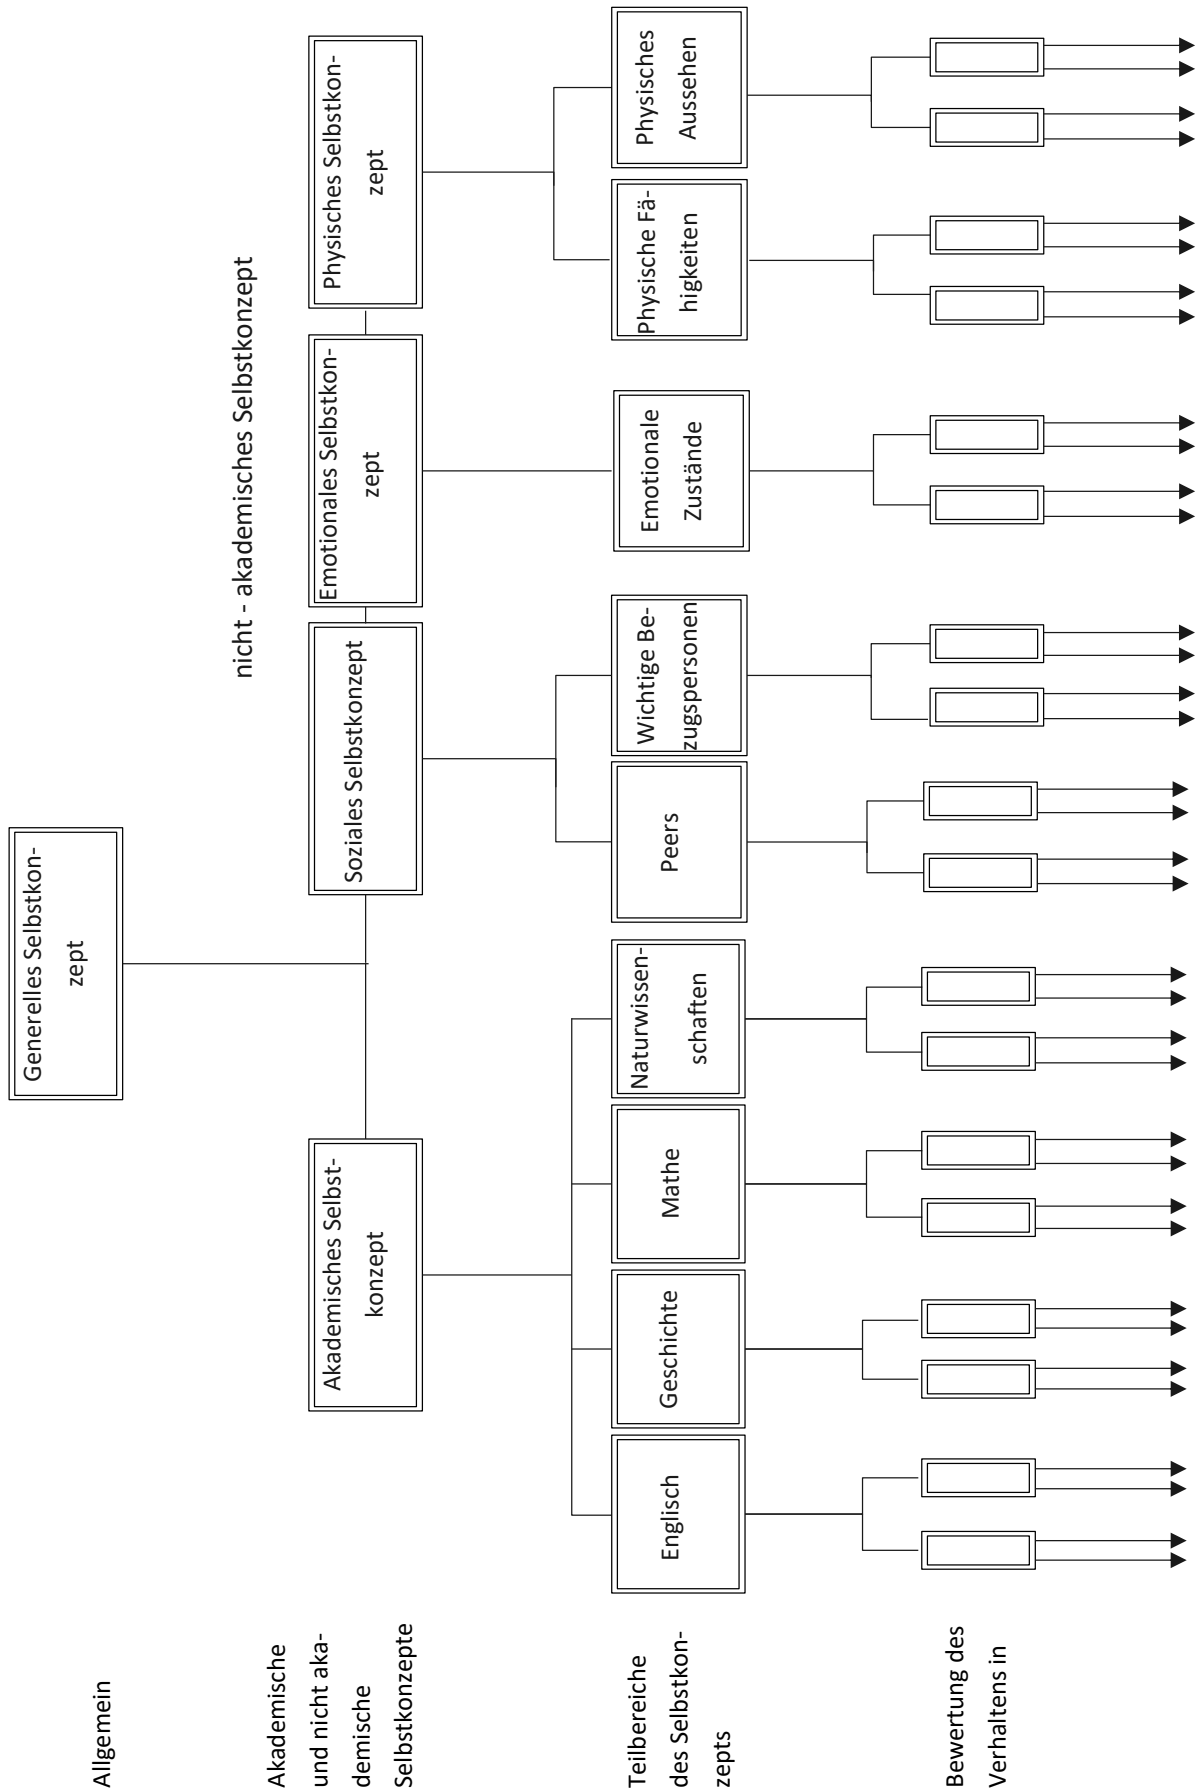 Allgemein
Generelles Selbstkon-
zept
nicht - akademisches Selbstkonzept
Akademische
und nicht aka-
demische
Selbstkonzepte
Akademisches Selbst-
konzept
Soziales Selbstkonzept
Emotionales Selbstkon-
zept
Physisches Selbstkon-
zept
Teilbereiche
des Selbstkon-
zepts
Englisch
Geschichte
Mathe
Naturwissen-
schaften
Peers
Wichtige Be-
zugspersonen
Emotionale
Zustände
Physische Fä-
higkeiten
Physisches
Aussehen
Bewertung des
Verhaltens in